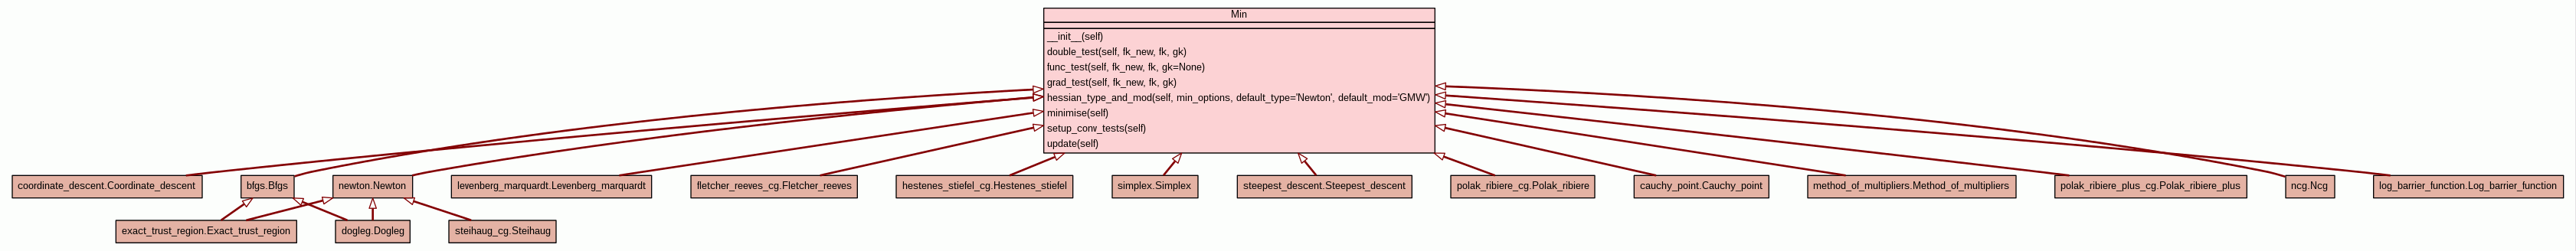 Min
__init__(self)
double_test(self, fk_new, fk, gk)
func_test(self, fk_new, fk, gk=None)
grad_test(self, fk_new, fk, gk)
hessian_type_and_mod(self, min_options, default_type='Newton', default_mod='GMW')
minimise(self)
setup_conv_tests(self)
update(self)
coordinate_descent.Coordinate_descent
bfgs.Bfgs
newton.Newton
levenberg_marquardt.Levenberg_marquardt
fletcher_reeves_cg.Fletcher_reeves
hestenes_stiefel_cg.Hestenes_stiefel
simplex.Simplex
steepest_descent.Steepest_descent
polak_ribiere_cg.Polak_ribiere
cauchy_point.Cauchy_point
method_of_multipliers.Method_of_multipliers
polak_ribiere_plus_cg.Polak_ribiere_plus
ncg.Ncg
log_barrier_function.Log_barrier_function
exact_trust_region.Exact_trust_region
dogleg.Dogleg
steihaug_cg.Steihaug